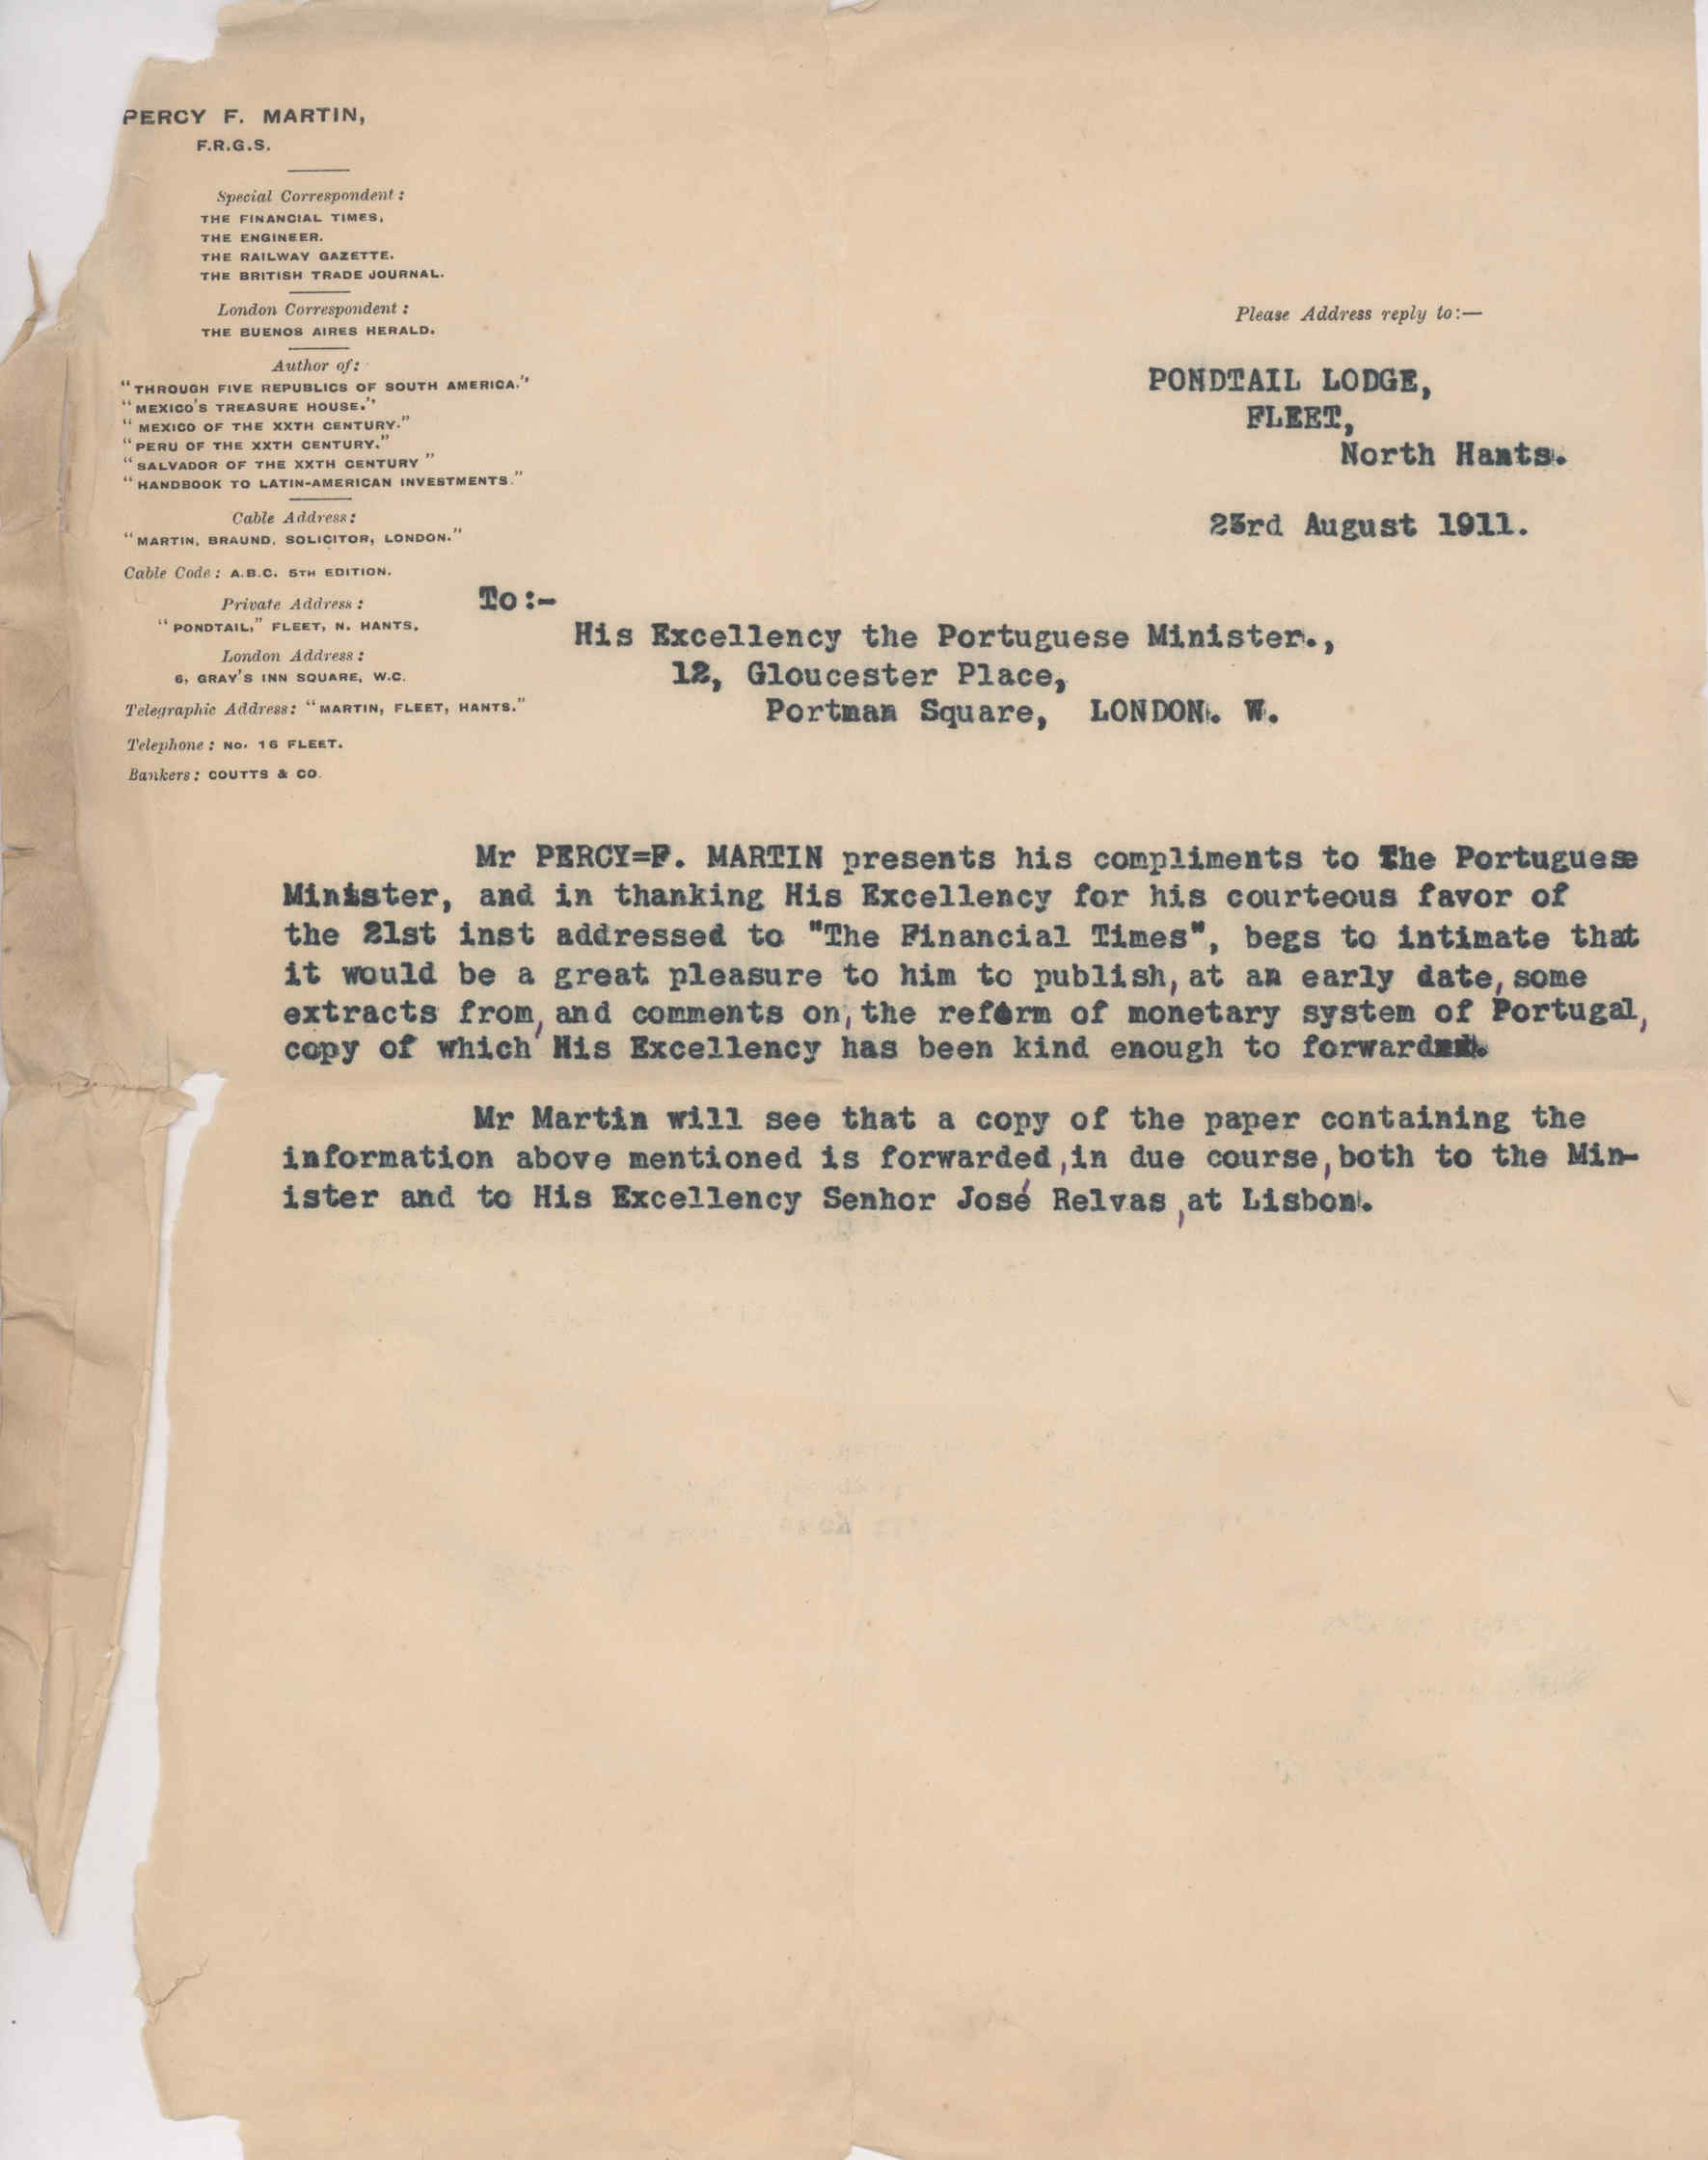 PERCY F. MARTIN,
F.R.G.S.
Special Correspondent:
THE FINANCIAL TIMES,
THE ENGINEER.
THE RAILWAY GAZETTE.
THE BRITISH TRADE JOURNAL.
London Correspondent:
THE BUENOS AIRES HERALD.
Author of:
"THROUGH FIVE REPUBLICS OF SOUTH AMERICA."
"MEXICO'S TREASURE HOUSE."
"MEXICO OF THE XXTH CENTURY."
"PERU OF THE XXTH CENTURY."
"SALVADOR OF THE XXTH CENTURY"
"HANDBOOK TO LATIN-AMERICAN INVESTMENTS."
Cable Address:
"MARTIN, BRAUND, SOLICITOR, LONDON."
Cable Code: A.B.C. 5TH EDITION.
Private Address:
"PONDTAIL," FLEET, N. HANTS.
London Address:
6, GRAY'S INN SQUARE, W.C.
Telegraphic Address: "MARTIN, FLEET, HANTS."
Telephone: No. 16 FLEET.
Bankers: COUTTS & CO.
Please Address reply to:—
PONDTAIL LODGE,
FLEET,
North Hants.
23rd August 1911.
To:-
His Excellency the Portuguese Minister.,
12, Gloucester Place,
Portman Square, LONDON. W.
Mr PERCY=F. MARTIN presents his compliments to The Portuguese
Minister, and in thanking His Excellency for his courteous favor of
the 21st inst addressed to "The Financial Times", begs to intimate that
it would be a great pleasure to him to publish, at an early date, some
extracts from, and comments on, the reform of monetary system of Portugal,
copy of which His Excellency has been kind enough to forward.
Mr Martin will see that a copy of the paper containing the
information above mentioned is forwarded, in due course, both to the Min-
ister and to His Excellency Senhor José Relvas, at Lisbon.